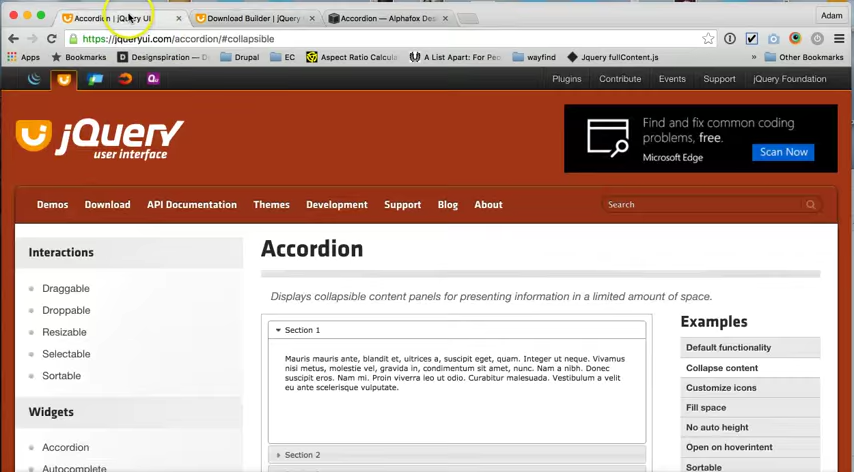 Accordion | jQuery UI
Download Builder | jQuery
Accordion — Alphafox Des
Adam
https://jqueryui.com/accordion/#collapsible
Apps
Bookmarks
Designspiration —
Drupal
EC
Aspect Ratio Calcula
A List Apart: For Pe
wayfind
Jquery fullContent.js
»
Other Bookmarks
Plugins
Contribute
Events
Support
jQuery Foundation
jQuery
user interface
Find and fix common coding
problems, free.
Microsoft Edge
Scan Now
Demos
Download
API Documentation
Themes
Development
Support
Blog
About
Search
Interactions
Draggable
Droppable
Resizable
Selectable
Sortable
Widgets
Accordion
Autocomplete
Accordion
Displays collapsible content panels for presenting information in a limited amount of space.
Section 1
Mauris mauris ante, blandit et, ultrices a, suscipit eget, quam. Integer ut neque. Vivamus
nisi metus, molestie vel, gravida in, condimentum sit amet, nunc. Nam a nibh. Donec
suscipit eros. Nam mi. Proin viverra leo ut odio. Curabitur malesuada. Vestibulum a velit
eu ante scelerisque vulputate.
Section 2
Examples
Default functionality
Collapse content
Customize icons
Fill space
No auto height
Open on hoverintent
Sortable